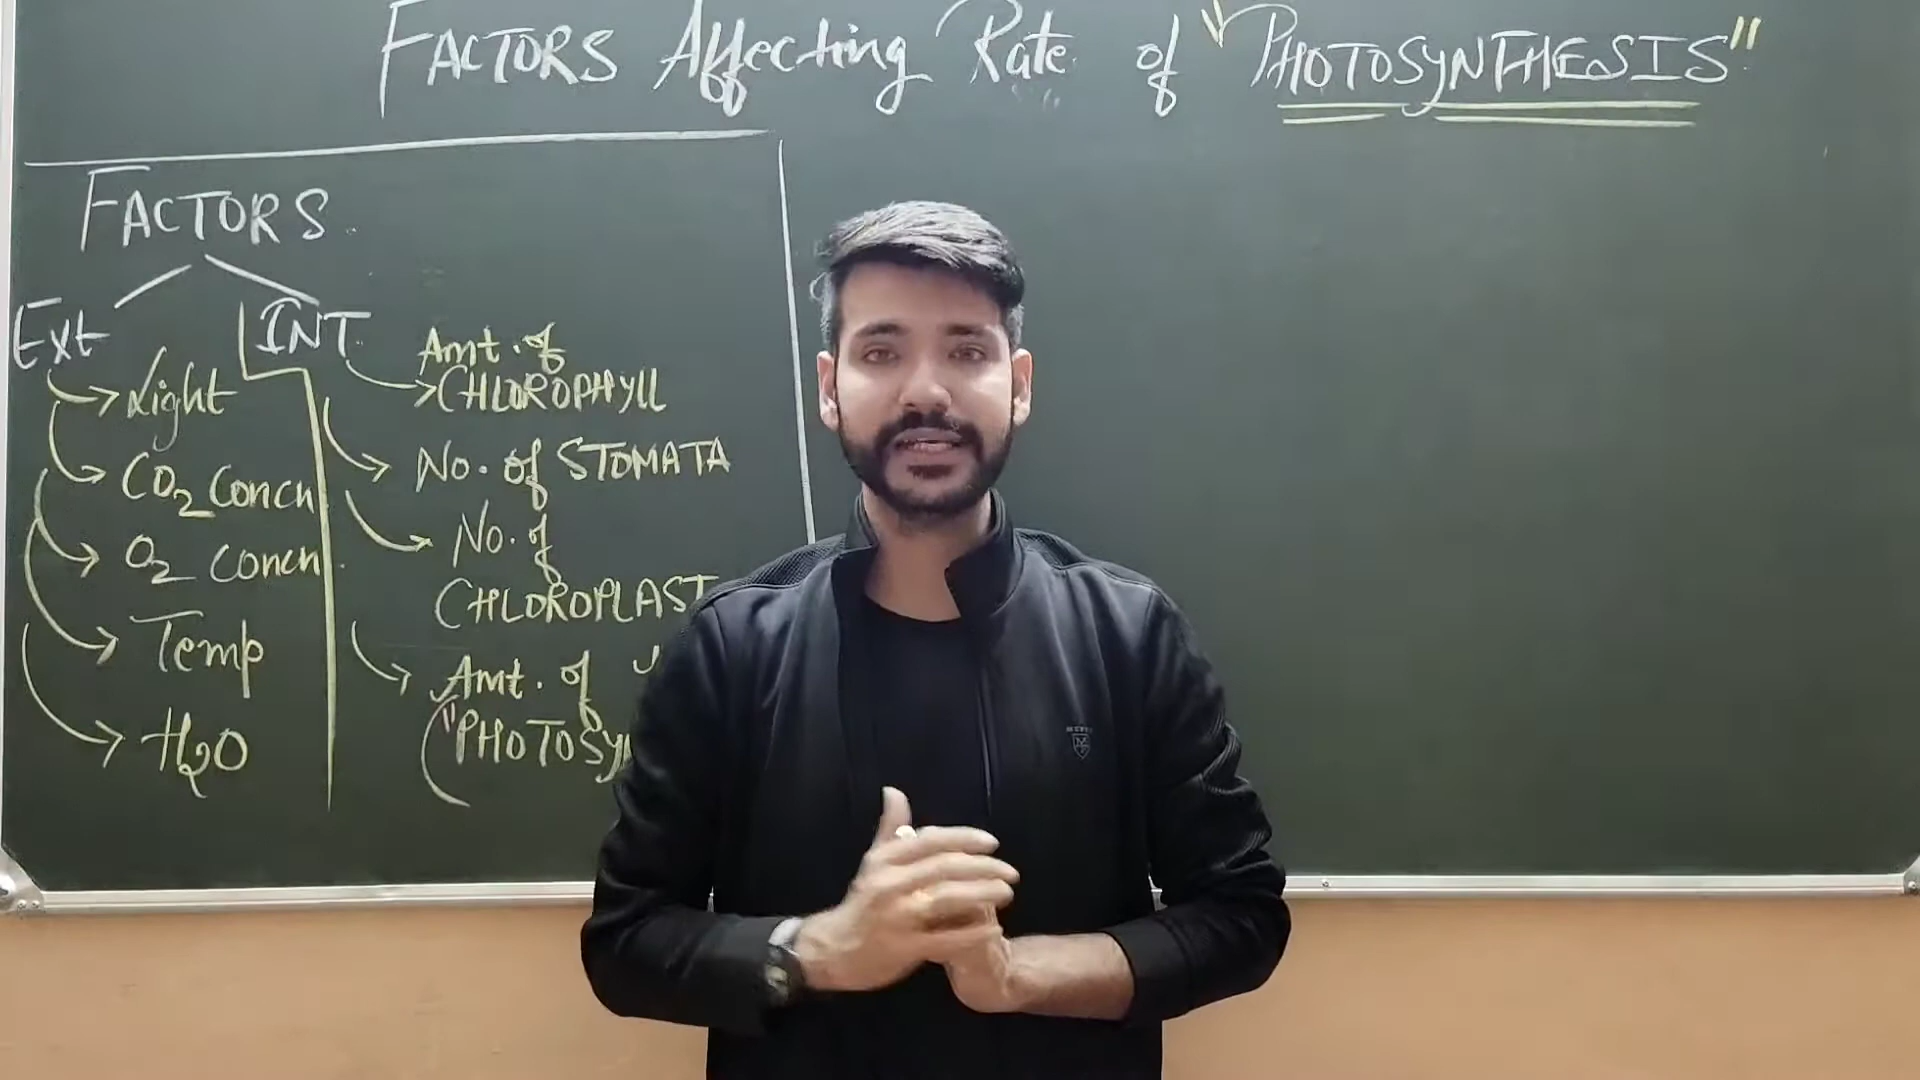 FACTORS Affecting Rate of "PHOTOSYNTHESIS"
FACTORS
Ext
Light
CO2 Concn
O2 Concn
Temp
H2O
INT
Amt. of
CHLOROPHYLL
No. of STOMATA
No. of
CHLOROPLAST
Amt. of